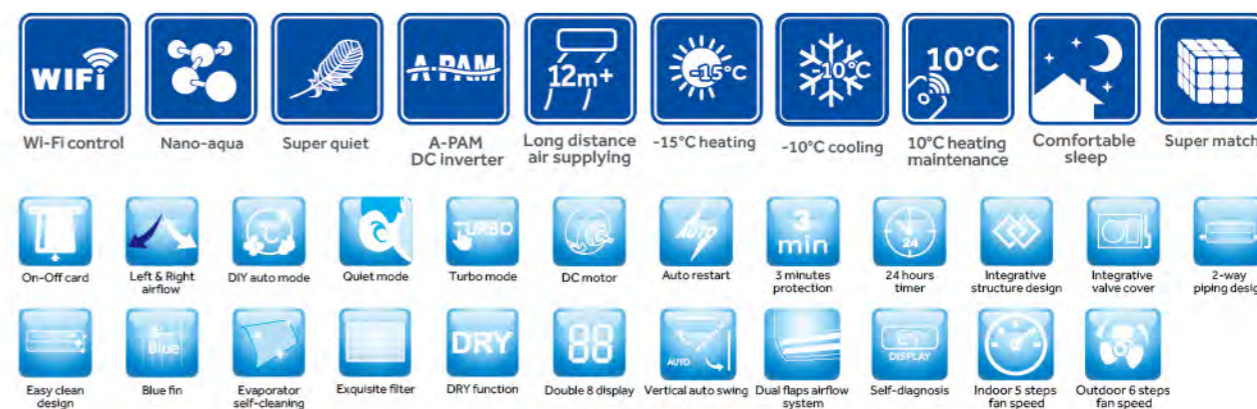 WIFI
12m+
A-PAM
-15°C
-10°C
10°C
Wi-Fi control
Nano-aqua
Super quiet
A-PAM
DC inverter
Long distance
air supplying
-15°C heating
-10°C cooling
10°C heating
maintenance
Comfortable
sleep
Super match
°C
TURBO
AUTO
3
min
24
On-Off card
Left & Right
airflow
DIY auto mode
Quiet mode
Turbo mode
DC motor
Auto restart
3 minutes
protection
24 hours
timer
Integrative
structure design
Integrative
valve cover
2-way
piping design
Blue
DRY
88
AUTO
E1
DISPLAY
Easy clean
design
Blue fin
Evaporator
self-cleaning
Exquisite filter
DRY function
Double 8 display
Vertical auto swing
Dual flaps airflow
system
Self-diagnosis
Indoor 5 steps
fan speed
Outdoor 6 steps
fan speed